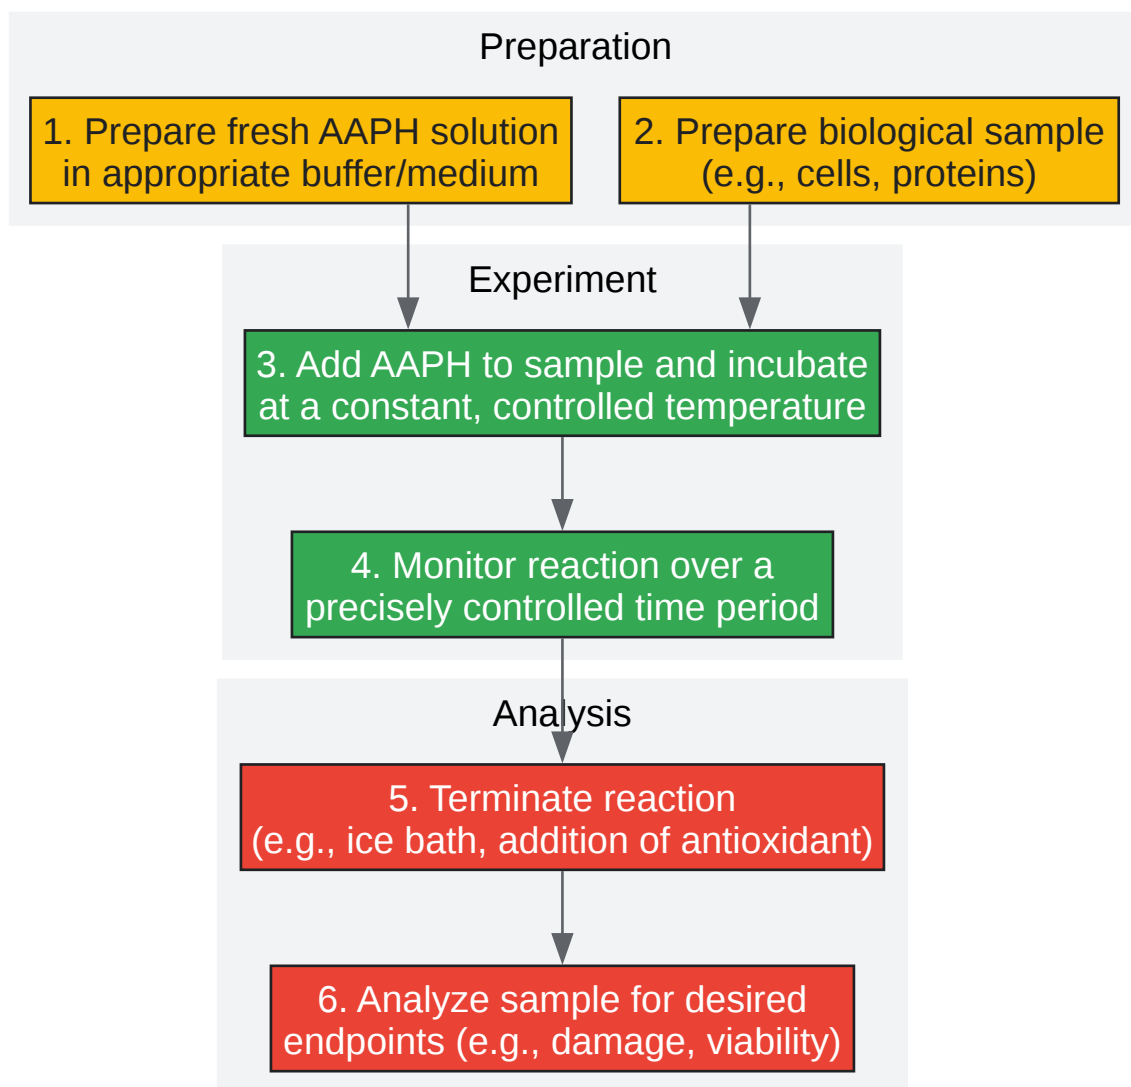 Preparation
1. Prepare fresh AAPH solution
in appropriate buffer/medium
2. Prepare biological sample
(e.g., cells, proteins)
Experiment
3. Add AAPH to sample and incubate
at a constant, controlled temperature
4. Monitor reaction over a
precisely controlled time period
Analysis
5. Terminate reaction
(e.g., ice bath, addition of antioxidant)
6. Analyze sample for desired
endpoints (e.g., damage, viability)